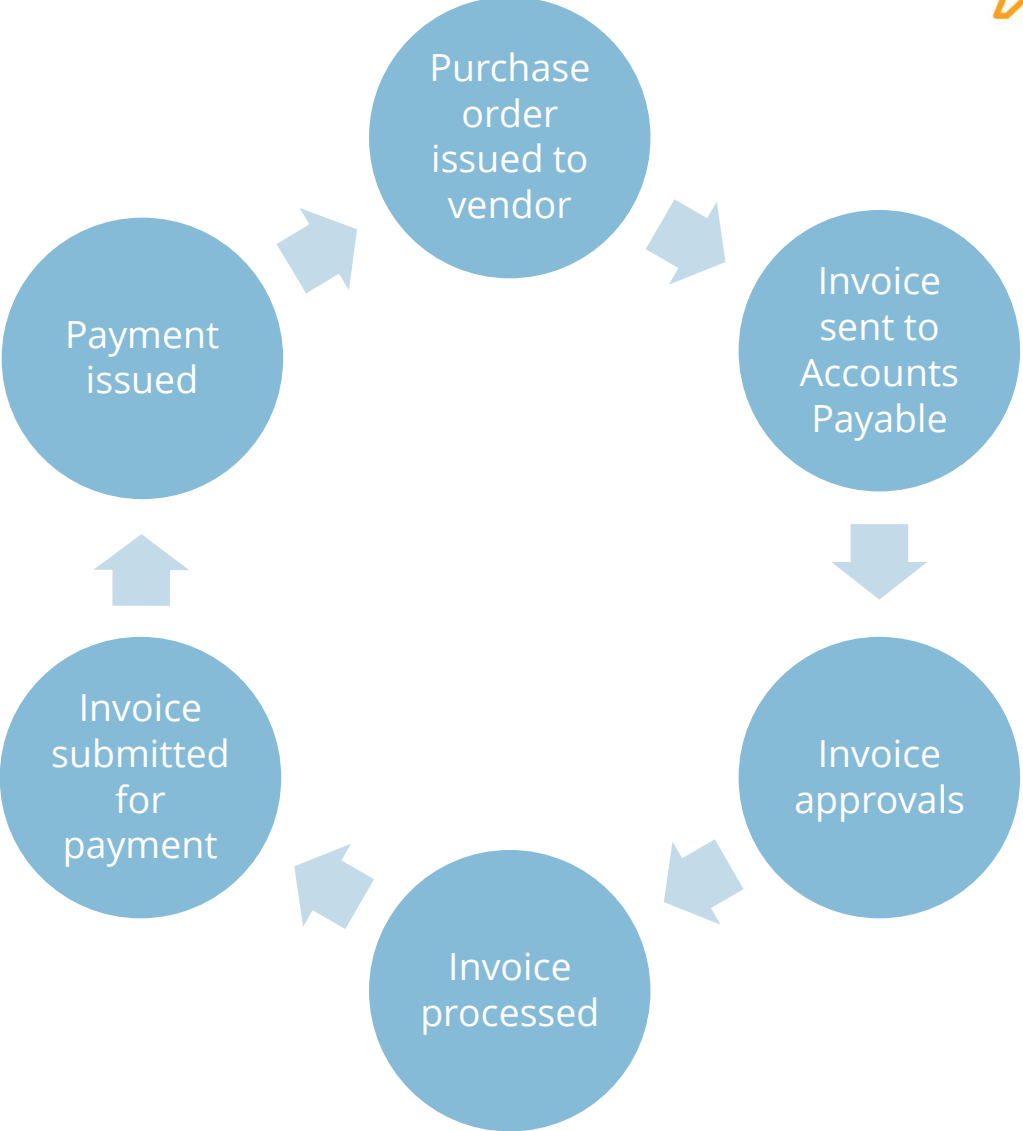 Purchase
order
issued to
vendor
Invoice
sent to
Accounts
Payable
Invoice
approvals
Invoice
processed
Invoice
submitted
for
payment
Payment
issued